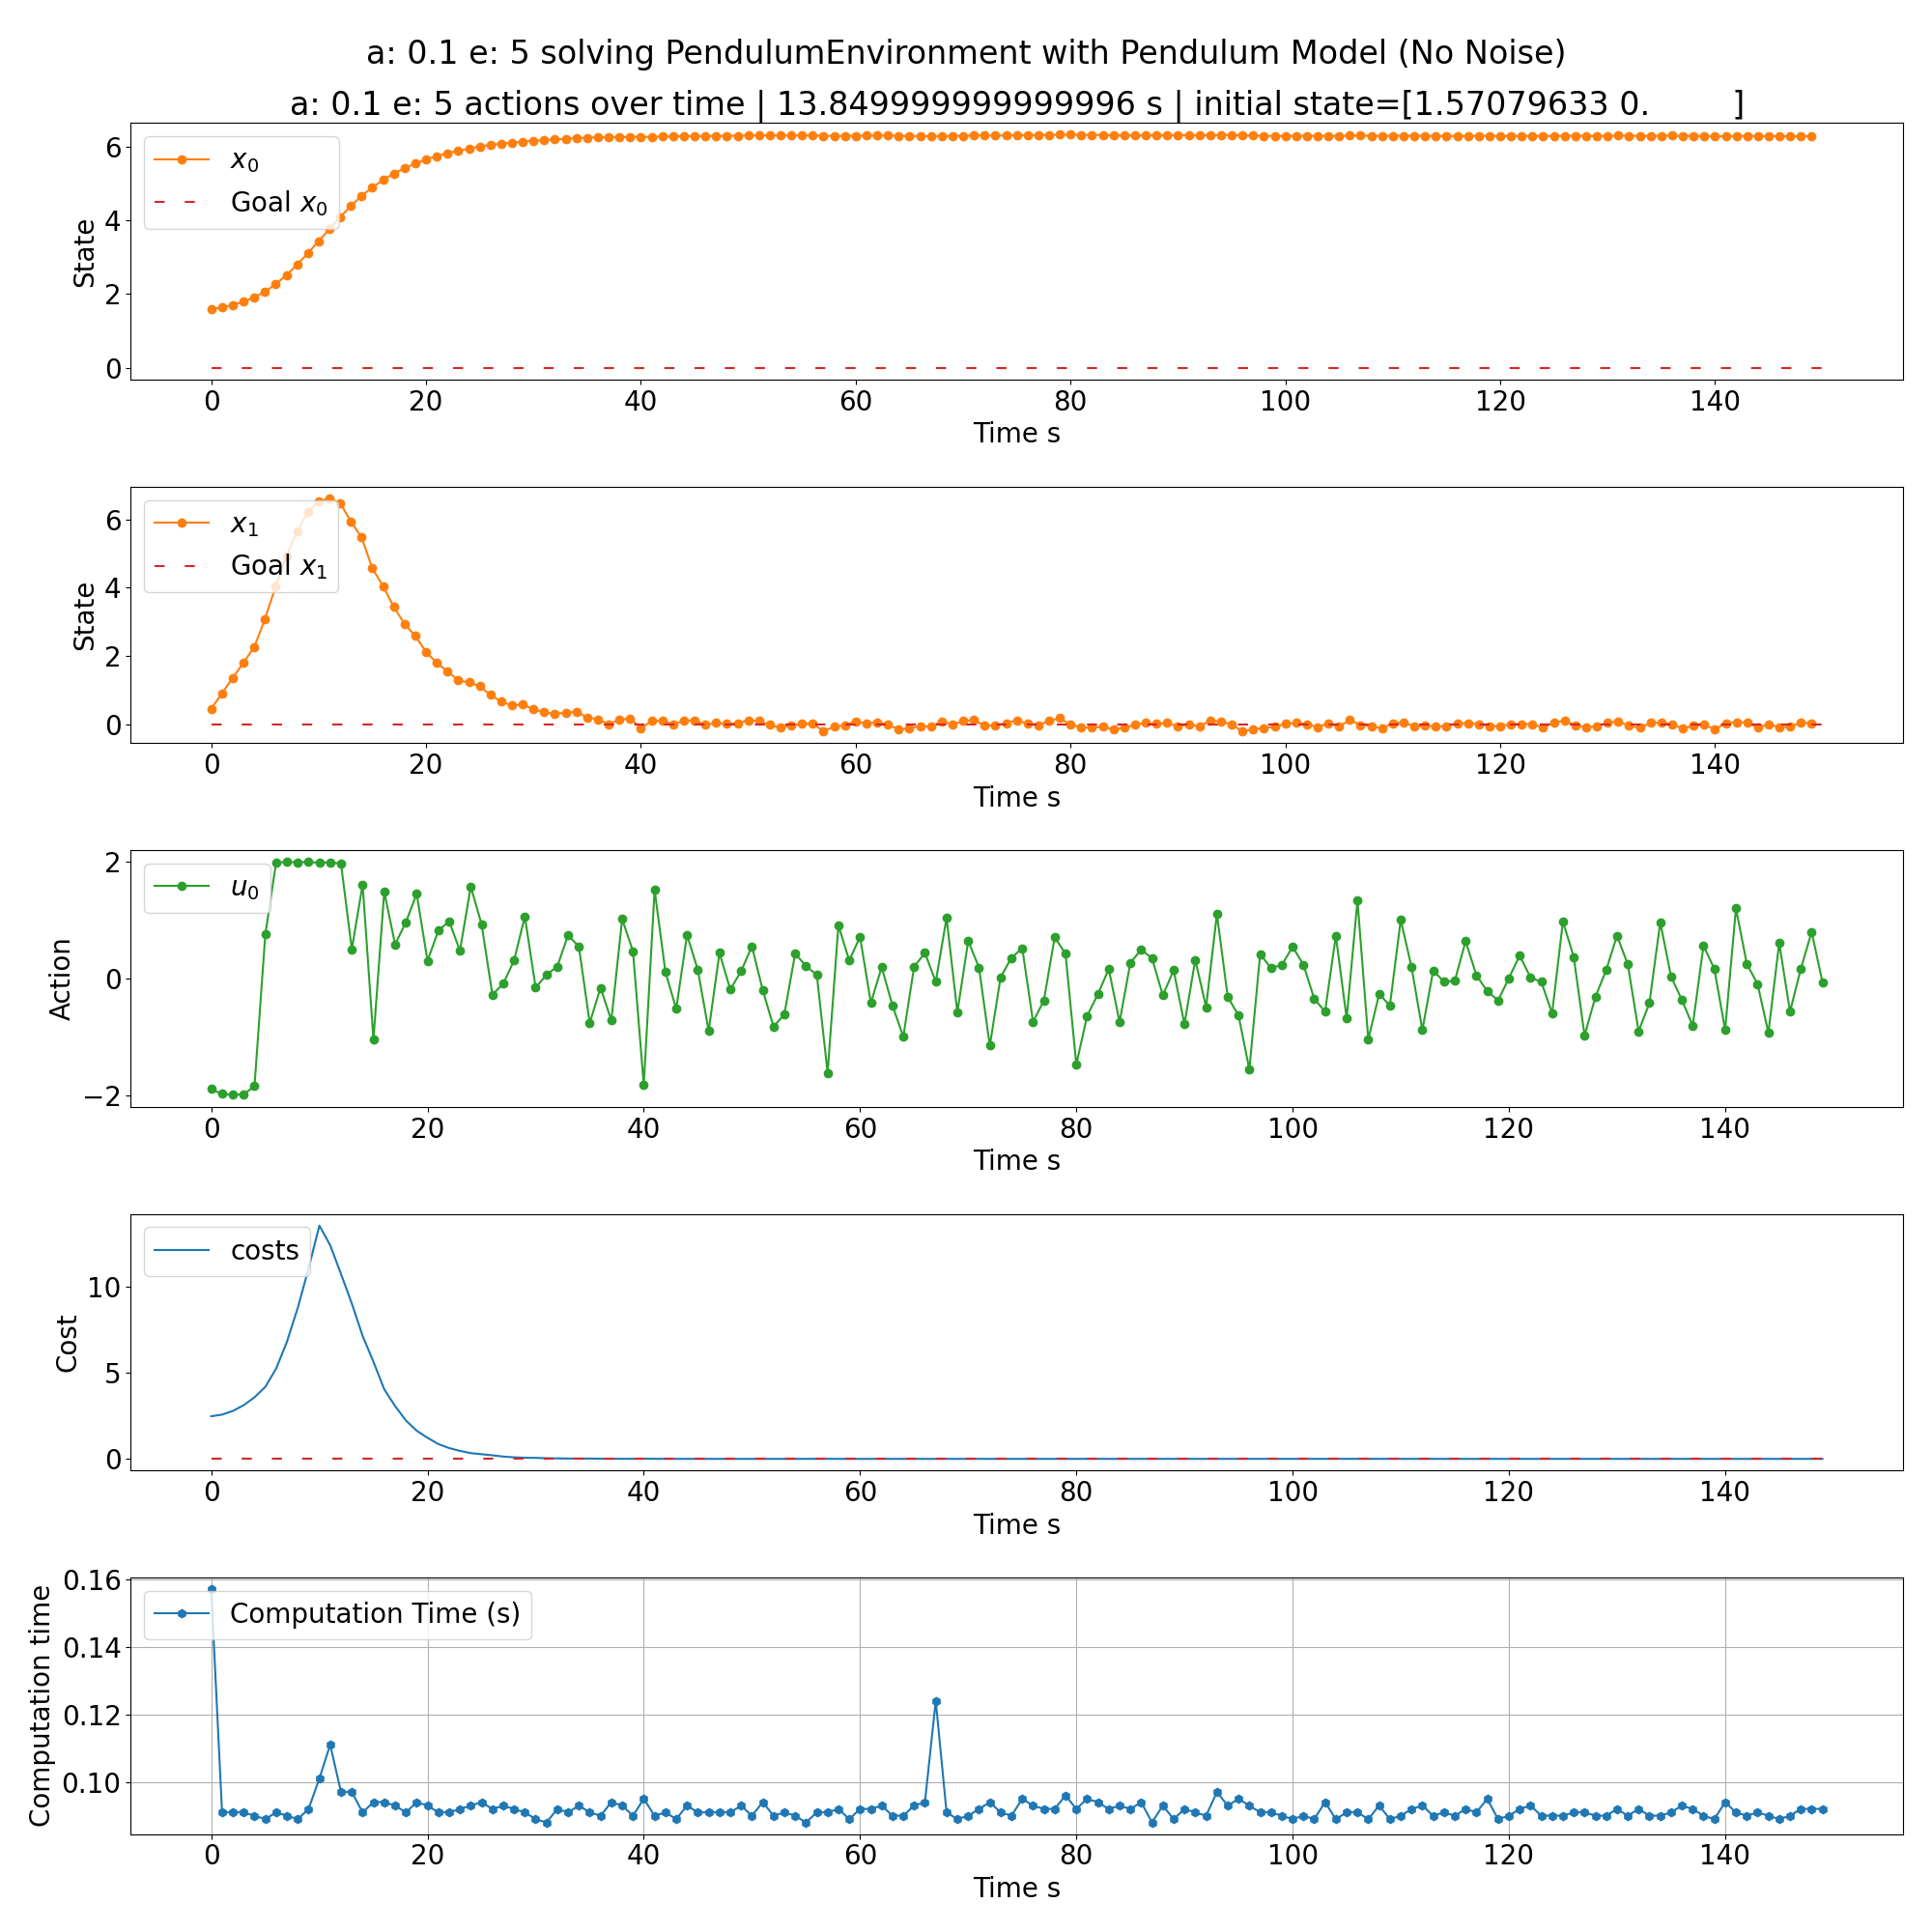 a: 0.1 e: 5 solving PendulumEnvironment with Pendulum Model (No Noise)
a: 0.1 e: 5 actions over time | 13.849999999999996 s | initial state=[1.57079633 0.        ]
x_0
Goal x_0
State
6
4
2
0
0 20 40 60 80 100 120 140
Time s
x_1
Goal x_1
State
6
4
2
0
0 20 40 60 80 100 120 140
Time s
u_0
Action
2
0
−2
0 20 40 60 80 100 120 140
Time s
costs
Cost
10
5
0
0 20 40 60 80 100 120 140
Time s
Computation Time (s)
Computation time
0.16
0.14
0.12
0.10
0 20 40 60 80 100 120 140
Time s